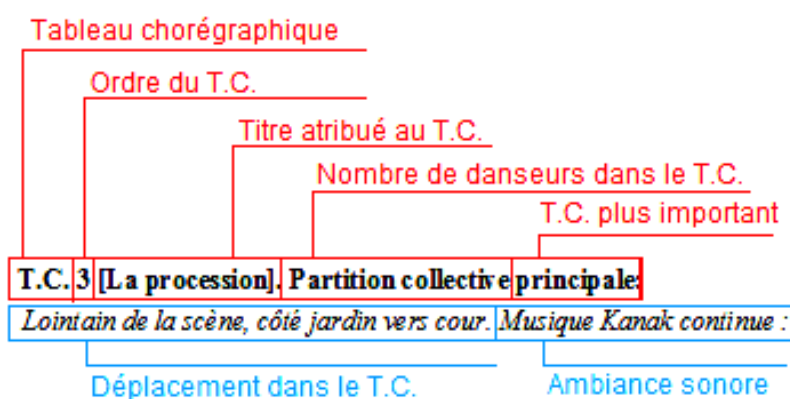 Tableau chorégraphique
Ordre du T.C.
Titre atribué au T.C.
Nombre de danseurs dans le T.C.
T.C. plus important
T.C. 3 [La procession]. Partition collective principale:
Lointain de la scène, côté jardin vers cour. Musique Kanak continue :
Déplacement dans le T.C.
Ambiance sonore